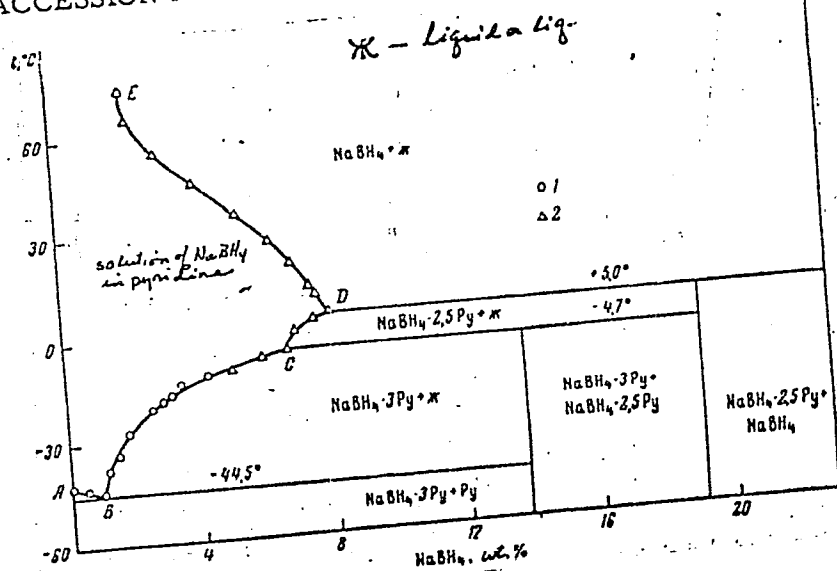 ACCESSION
Ж — Liquid or liq.
t,°C
E
60
NaBH₄ + ж
1
2
solution of NaBH₄
in pyridine
30
D
+5,0°
NaBH₄·2,5Py + ж
-4,7°
0
C
NaBH₄·3Py + ж
NaBH₄·3Py +
NaBH₄·2,5Py
NaBH₄·2,5Py +
NaBH₄
-30
-44,5°
A
B
NaBH₄·3Py + Py
-60
4
8
12
16
20
NaBH₄, wt. %